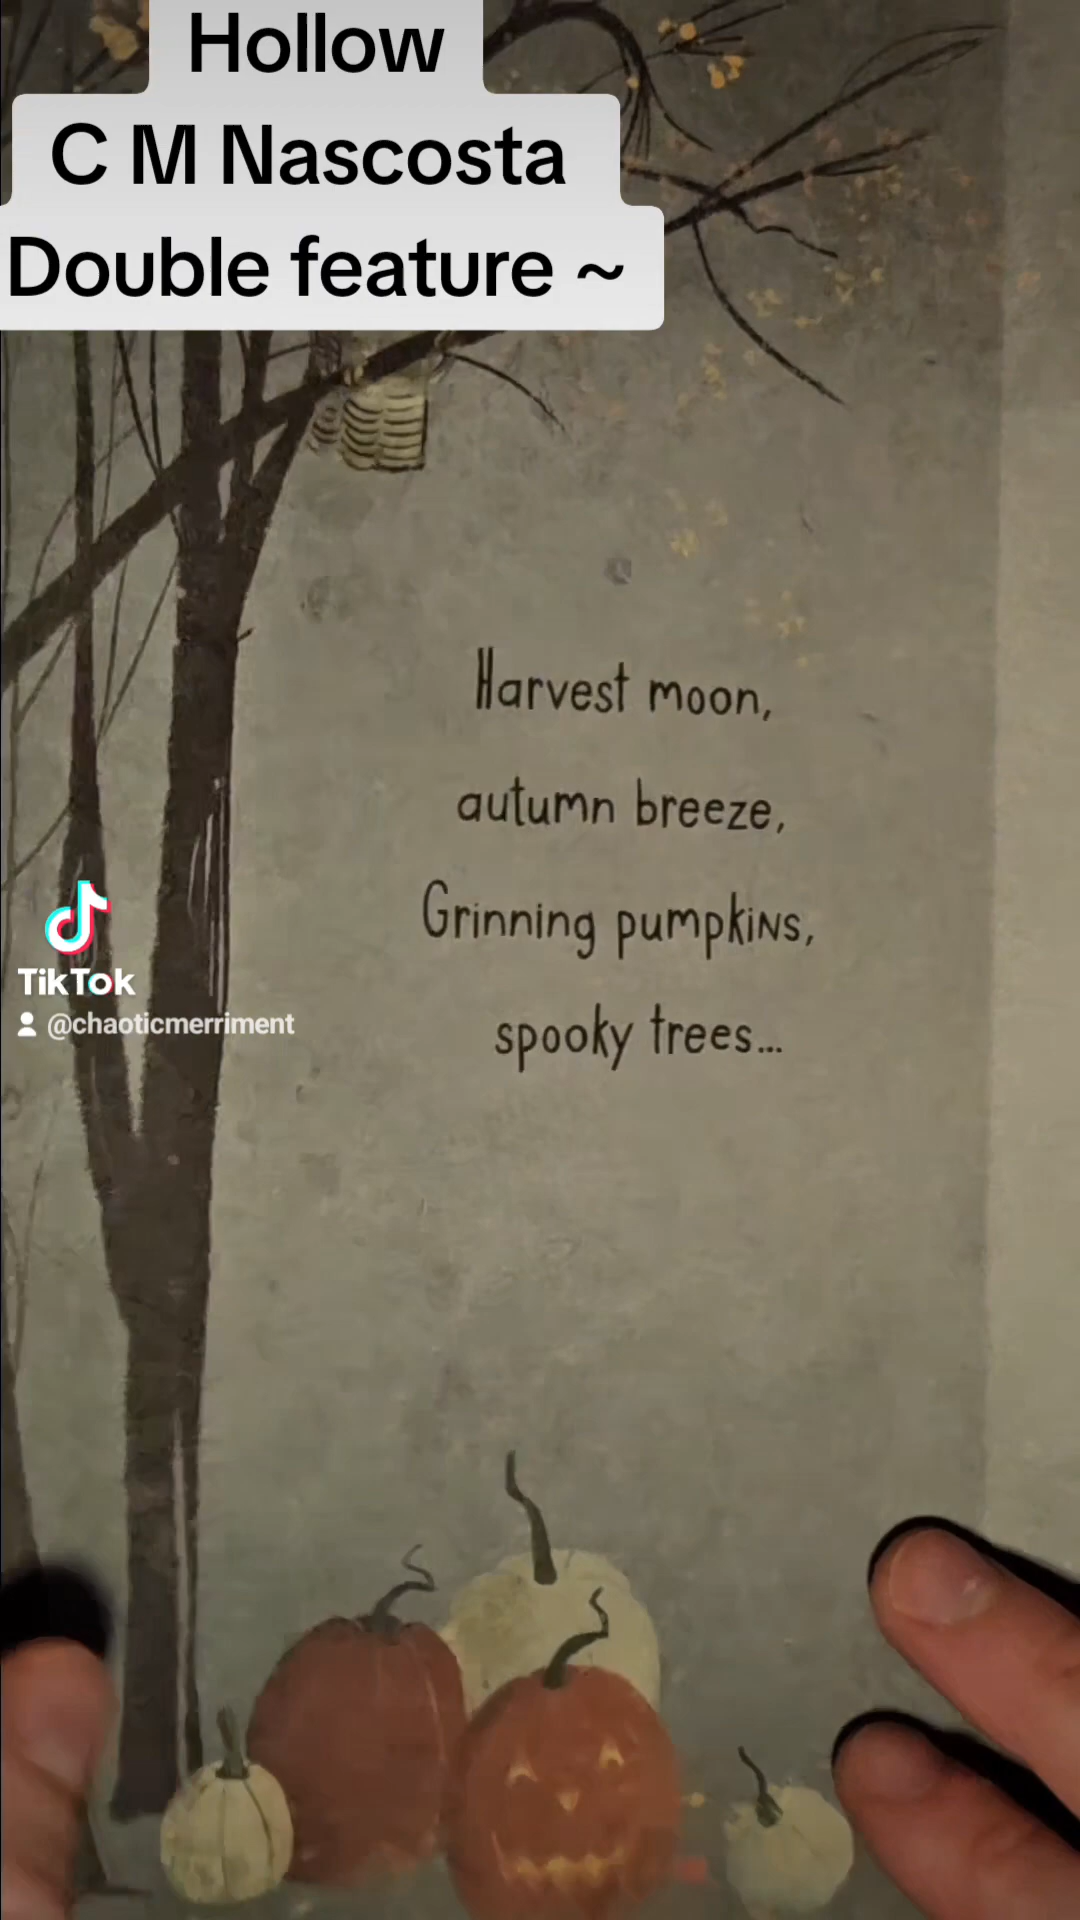 Hollow
C M Nascosta
Double feature ~
Harvest moon,
autumn breeze,
Grinning pumpkins,
spooky trees...
TikTok
@chaoticmerriment